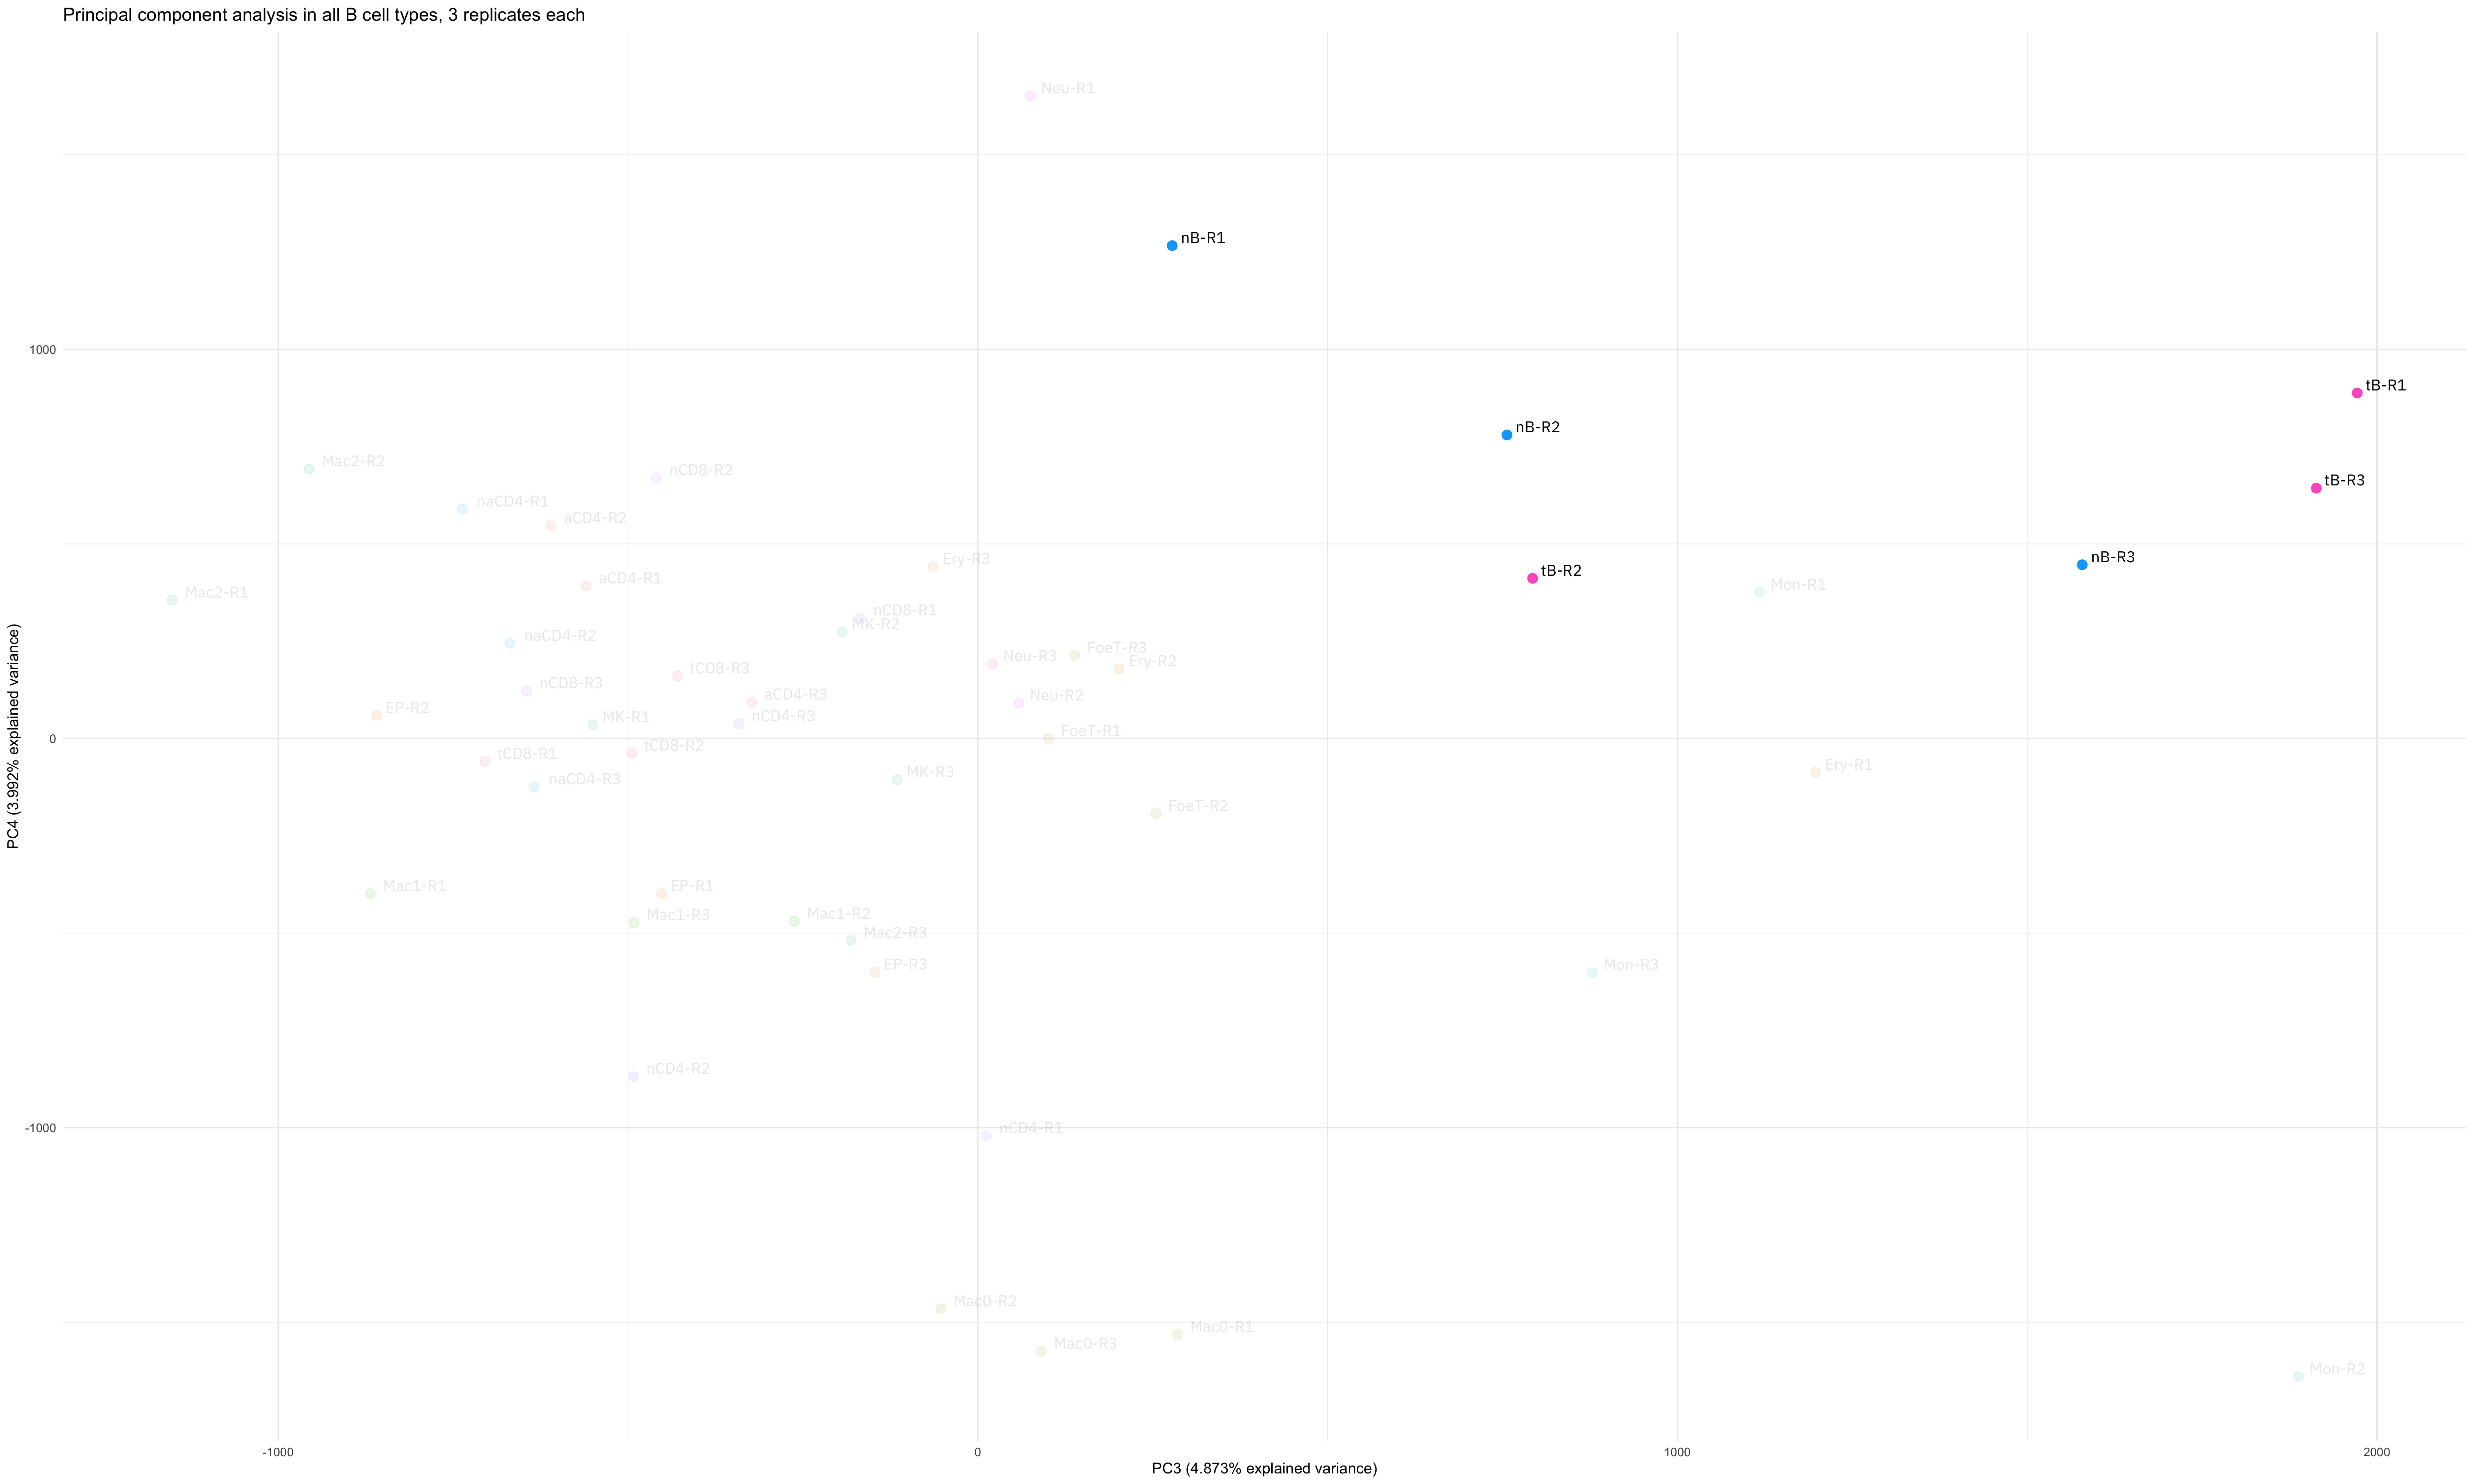 Principal component analysis in all B cell types, 3 replicates each
Neu-R1
nB-R1
1000
tB-R1
nB-R2
Mac2-R2
nCD8-R2
tB-R3
naCD4-R1
aCD4-R2
Ery-R3
nB-R3
tB-R2
aCD4-R1
Mon-R1
Mac2-R1
nCD8-R1
MK-R2
naCD4-R2
FoeT-R3
Neu-R3
Ery-R2
tCD8-R3
nCD8-R3
aCD4-R3
Neu-R2
EP-R2
MK-R1
nCD4-R3
FoeT-R1
0
tCD8-R2
tCD8-R1
Ery-R1
MK-R3
naCD4-R3
FoeT-R2
PC4 (3.992% explained variance)
Mac1-R1
EP-R1
Mac1-R3
Mac1-R2
Mac2-R3
EP-R3
Mon-R3
nCD4-R2
-1000
nCD4-R1
Mac0-R2
Mac0-R1
Mac0-R3
Mon-R2
-1000
0
1000
2000
PC3 (4.873% explained variance)